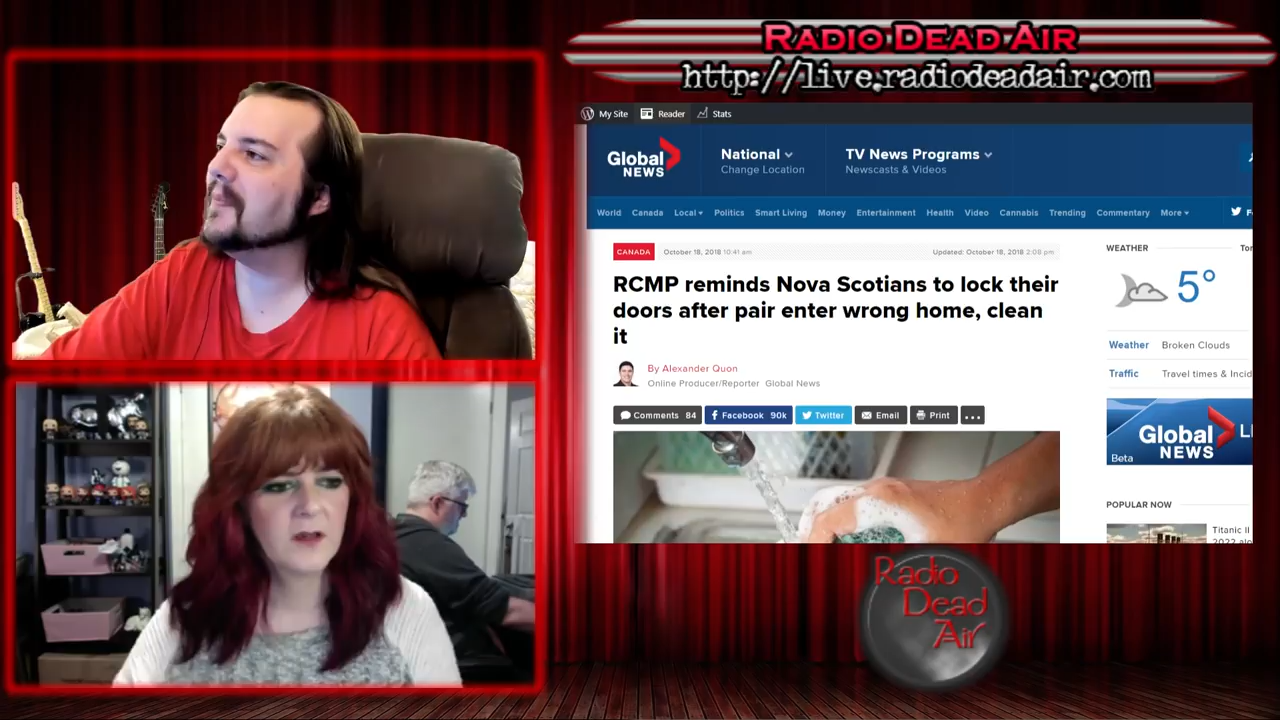 Radio Dead Air
http://live.radiodeadair.com
My Site Reader Stats
Global NEWS
National
Change Location
TV News Programs
Newscasts & Videos
World Canada Local Politics Smart Living Money Entertainment Health Video Cannabis Trending Commentary More
CANADA October 18, 2018 10:41 am Updated: October 18, 2018 2:08 pm
RCMP reminds Nova Scotians to lock their
doors after pair enter wrong home, clean
it
By Alexander Quon
Online Producer/Reporter Global News
Comments 84 Facebook 90k Twitter Email Print ...
WEATHER
5°
Weather Broken Clouds
Traffic Travel times & Incid
Global NEWS
Beta
POPULAR NOW
Titanic II
Radio
Dead
Air